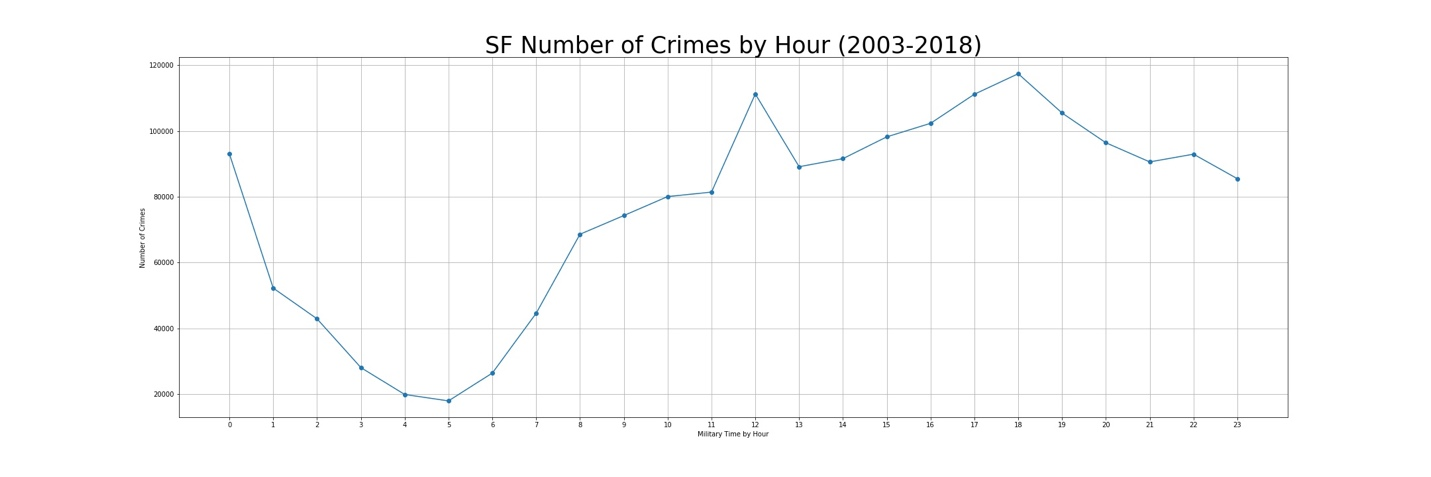 SF Number of Crimes by Hour (2003-2018)
120000
100000
80000
60000
40000
20000
Number of Crimes
0 1 2 3 4 5 6 7 8 9 10 11 12 13 14 15 16 17 18 19 20 21 22 23
Military Time by Hour